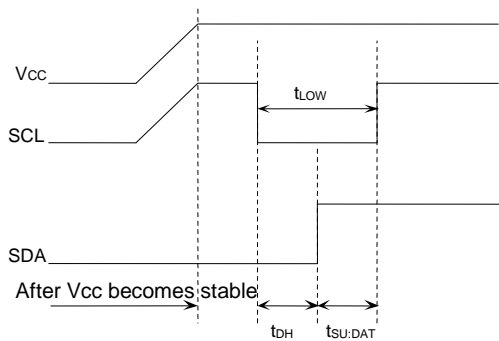 VCC
tLOW
SCL
SDA
After Vcc becomes stable
tDH
tSU:DAT